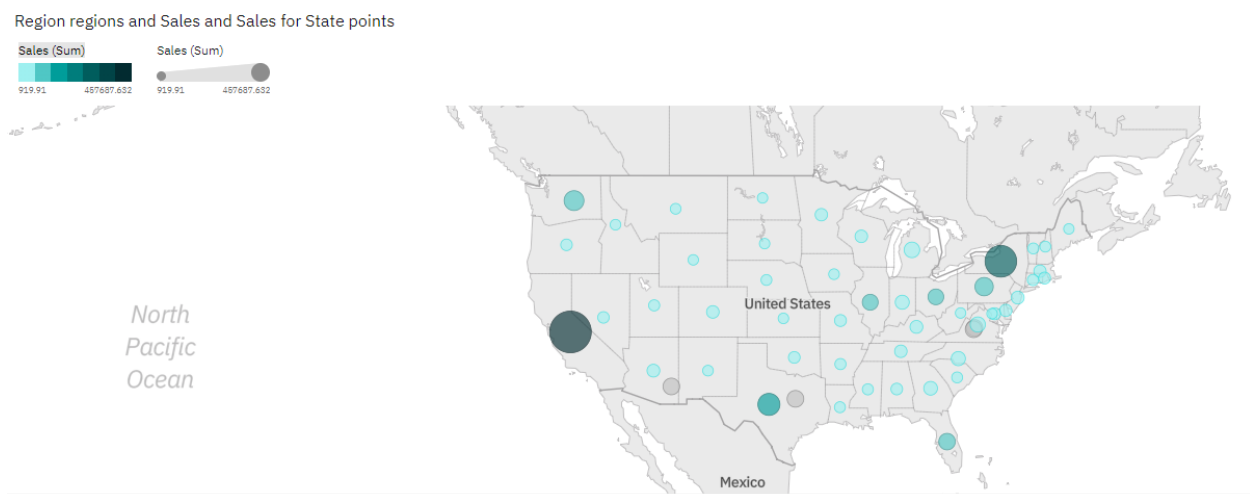 Region regions and Sales and Sales for State points
Sales (Sum)
Sales (Sum)
919.91
457687.632
919.91
457687.632
United States
North
Pacific
Ocean
Mexico